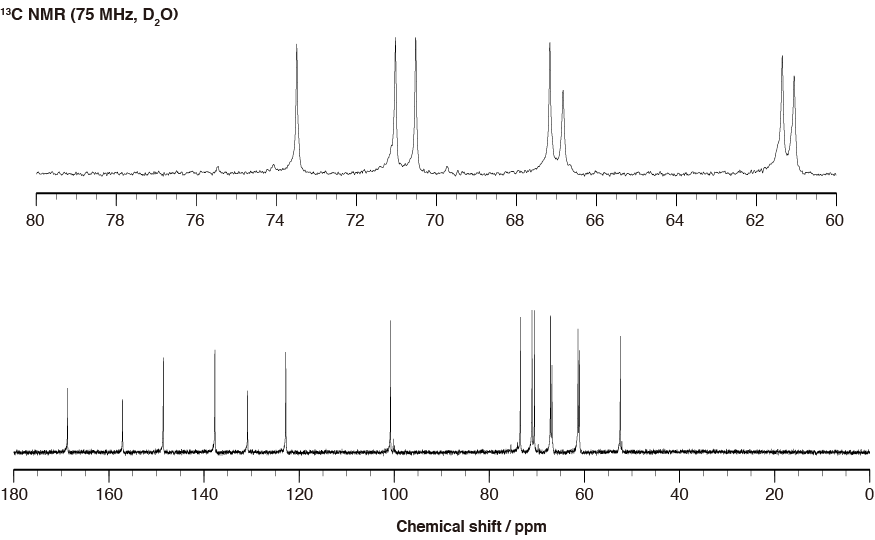 ¹³C NMR (75 MHz, D₂O)
80 78 76 74 72 70 68 66 64 62 60
180 160 140 120 100 80 60 40 20 0
Chemical shift / ppm